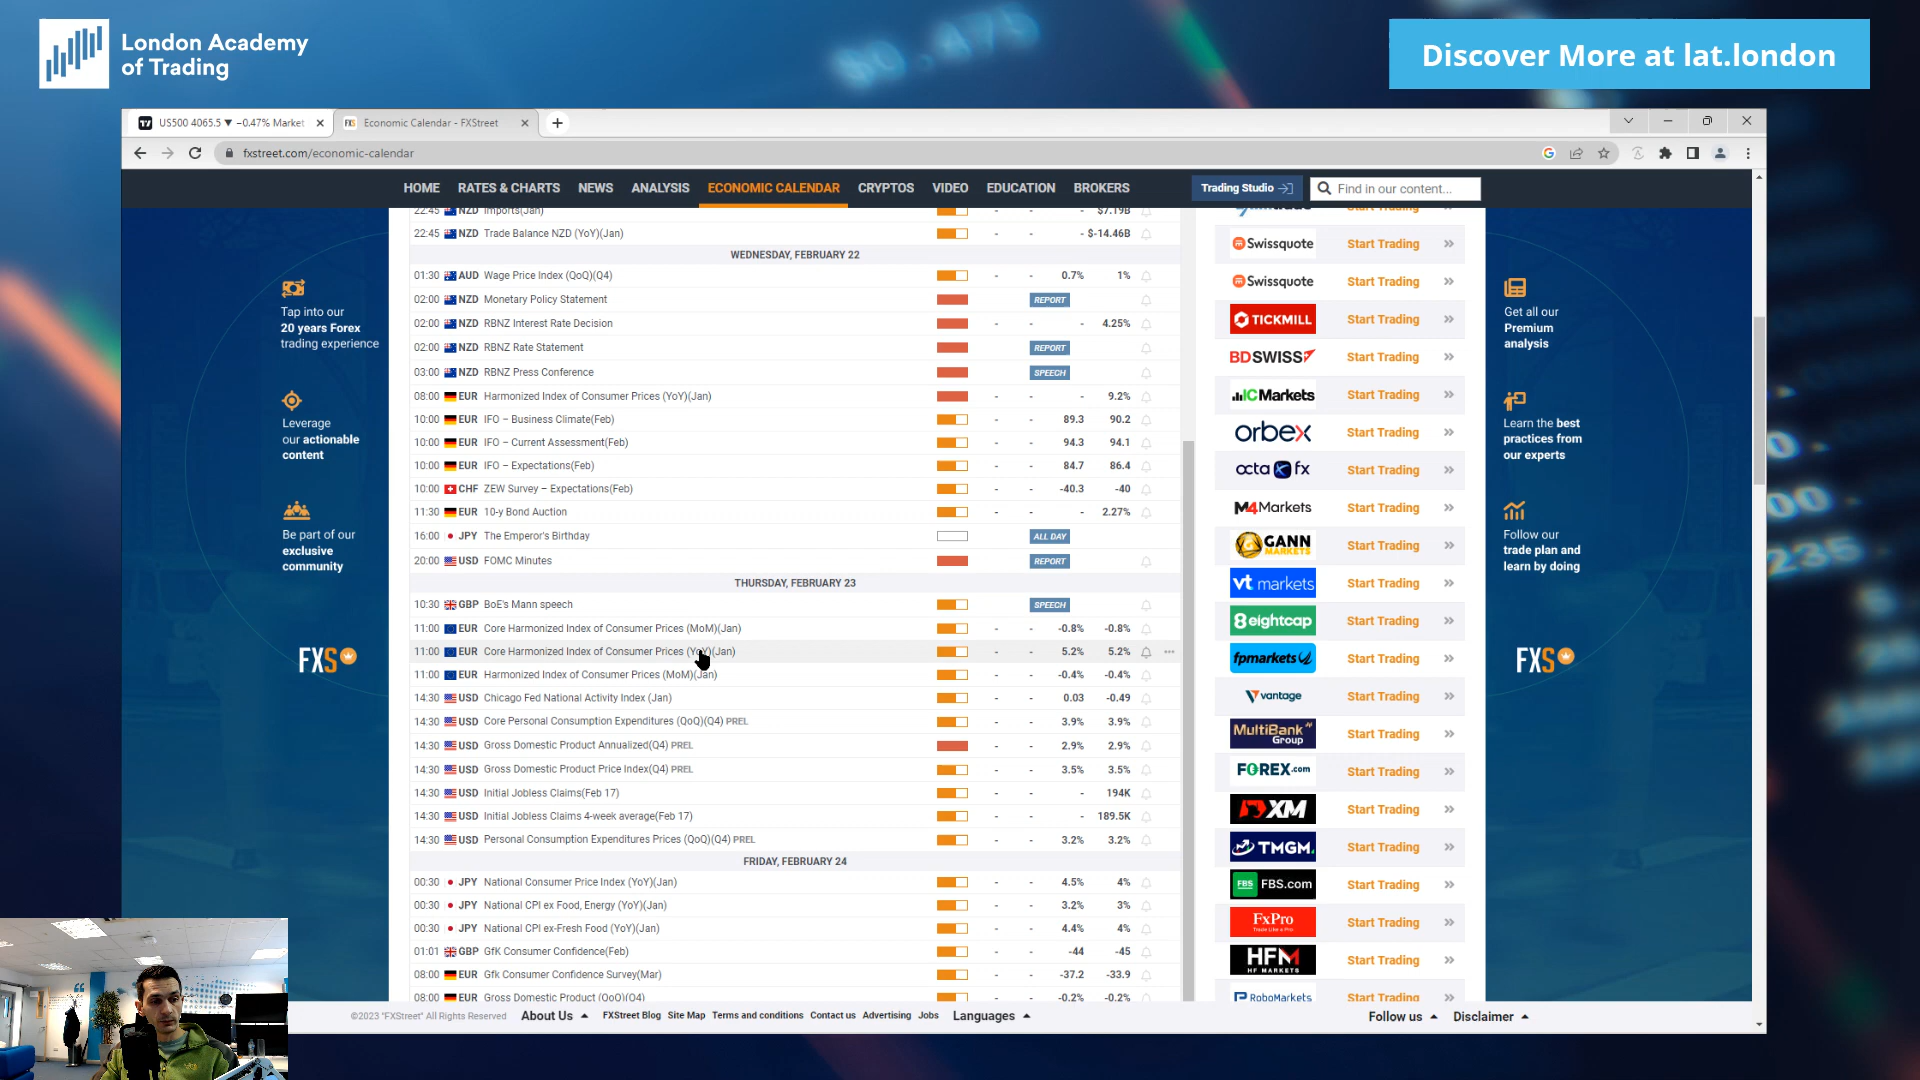 London Academy
of Trading
Discover More at lat.london
US500 4065.5 ▼ −0.47% Market
Economic Calendar - FXStreet
fxstreet.com/economic-calendar
HOME RATES & CHARTS NEWS ANALYSIS ECONOMIC CALENDAR CRYPTOS VIDEO EDUCATION BROKERS
Trading Studio
Find in our content...
22:45 NZD Imports(Jan) - - - $7.19B
22:45 NZD Trade Balance NZD (YoY)(Jan) - - - $-14.46B
WEDNESDAY, FEBRUARY 22
01:30 AUD Wage Price Index (QoQ)(Q4) - - 0.7% 1%
02:00 NZD Monetary Policy Statement REPORT
02:00 NZD RBNZ Interest Rate Decision - - - 4.25%
02:00 NZD RBNZ Rate Statement REPORT
03:00 NZD RBNZ Press Conference SPEECH
08:00 EUR Harmonized Index of Consumer Prices (YoY)(Jan) - - - 9.2%
10:00 EUR IFO – Business Climate(Feb) - - 89.3 90.2
10:00 EUR IFO – Current Assessment(Feb) - - 94.3 94.1
10:00 EUR IFO – Expectations(Feb) - - 84.7 86.4
10:00 CHF ZEW Survey – Expectations(Feb) - - -40.3 -40
11:30 EUR 10-y Bond Auction - - - 2.27%
16:00 JPY The Emperor's Birthday ALL DAY
20:00 USD FOMC Minutes REPORT
THURSDAY, FEBRUARY 23
10:30 GBP BoE's Mann speech SPEECH
11:00 EUR Core Harmonized Index of Consumer Prices (MoM)(Jan) - - -0.8% -0.8%
11:00 EUR Core Harmonized Index of Consumer Prices (YoY)(Jan) - - 5.2% 5.2%
11:00 EUR Harmonized Index of Consumer Prices (MoM)(Jan) - - -0.4% -0.4%
14:30 USD Chicago Fed National Activity Index (Jan) - - 0.03 -0.49
14:30 USD Core Personal Consumption Expenditures (QoQ)(Q4) PREL - - 3.9% 3.9%
14:30 USD Gross Domestic Product Annualized(Q4) PREL - - 2.9% 2.9%
14:30 USD Gross Domestic Product Price Index(Q4) PREL - - 3.5% 3.5%
14:30 USD Initial Jobless Claims(Feb 17) - - - 194K
14:30 USD Initial Jobless Claims 4-week average(Feb 17) - - - 189.5K
14:30 USD Personal Consumption Expenditures Prices (QoQ)(Q4) PREL - - 3.2% 3.2%
FRIDAY, FEBRUARY 24
00:30 JPY National Consumer Price Index (YoY)(Jan) - - 4.5% 4%
00:30 JPY National CPI ex Food, Energy (YoY)(Jan) - - 3.2% 3%
00:30 JPY National CPI ex-Fresh Food (YoY)(Jan) - - 4.4% 4%
01:01 GBP GfK Consumer Confidence(Feb) - - -44 -45
08:00 EUR Gfk Consumer Confidence Survey(Mar) - - -37.2 -33.9
08:00 EUR Gross Domestic Product (QoQ)(Q4) - - -0.2% -0.2%
Tap into our
20 years Forex
trading experience
Leverage
our actionable
content
Be part of our
exclusive
community
FXS
Start Trading
Swissquote Start Trading
Swissquote Start Trading
TICKMILL Start Trading
BDSWISS Start Trading
ICMarkets Start Trading
orbex Start Trading
octa fx Start Trading
M4Markets Start Trading
GANN MARKETS Start Trading
vt markets Start Trading
8eightcap Start Trading
fpmarkets Start Trading
vantage Start Trading
MultiBank Group Start Trading
FOREX.com Start Trading
XM Start Trading
TMGM Start Trading
FBS FBS.com Start Trading
FxPro Trade Like a Pro Start Trading
HFM HF MARKETS Start Trading
RoboMarkets Start Trading
Get all our
Premium
analysis
Learn the best
practices from
our experts
Follow our
trade plan and
learn by doing
FXS
©2023 "FXStreet" All Rights Reserved About Us FXStreet Blog Site Map Terms and conditions Contact us Advertising Jobs Languages Follow us Disclaimer